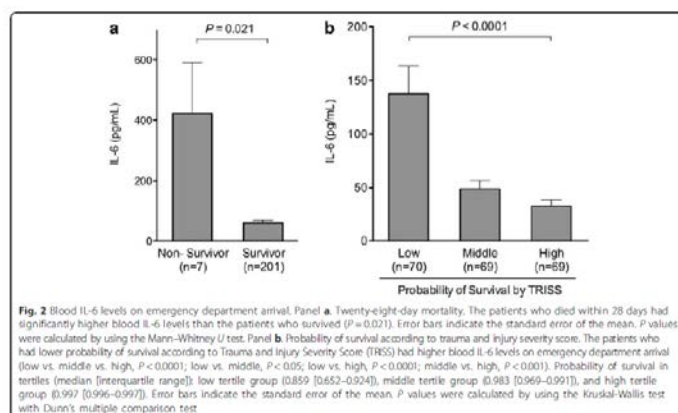 a
P = 0.021
600
400
200
0
IL-6 (pg/mL)
Non- Survivor
(n=7)
Survivor
(n=201)
b
P < 0.0001
200
150
100
50
0
IL-6 (pg/mL)
Low
(n=70)
Middle
(n=69)
High
(n=69)
Probability of Survival by TRISS
Fig. 2 Blood IL-6 levels on emergency department arrival. Panel a. Twenty-eight-day mortality. The patients who died within 28 days had
significantly higher blood IL-6 levels than the patients who survived (P = 0.021). Error bars indicate the standard error of the mean. P values
were calculated by using the Mann–Whitney U test. Panel b. Probability of survival according to trauma and injury severity score. The patients who
had lower probability of survival according to Trauma and Injury Severity Score (TRISS) had higher blood IL-6 levels on emergency department arrival
(low vs. middle vs. high, P < 0.0001; low vs. middle, P < 0.05; low vs. high, P < 0.0001; middle vs. high, P < 0.001). Probability of survival in
tertiles (median [interquartile range]): low tertile group (0.859 [0.652–0.924]), middle tertile group (0.983 [0.969–0.991]), and high tertile
group (0.997 [0.996–0.997]). Error bars indicate the standard error of the mean. P values were calculated by using the Kruskal-Wallis test
with Dunn's multiple comparison test